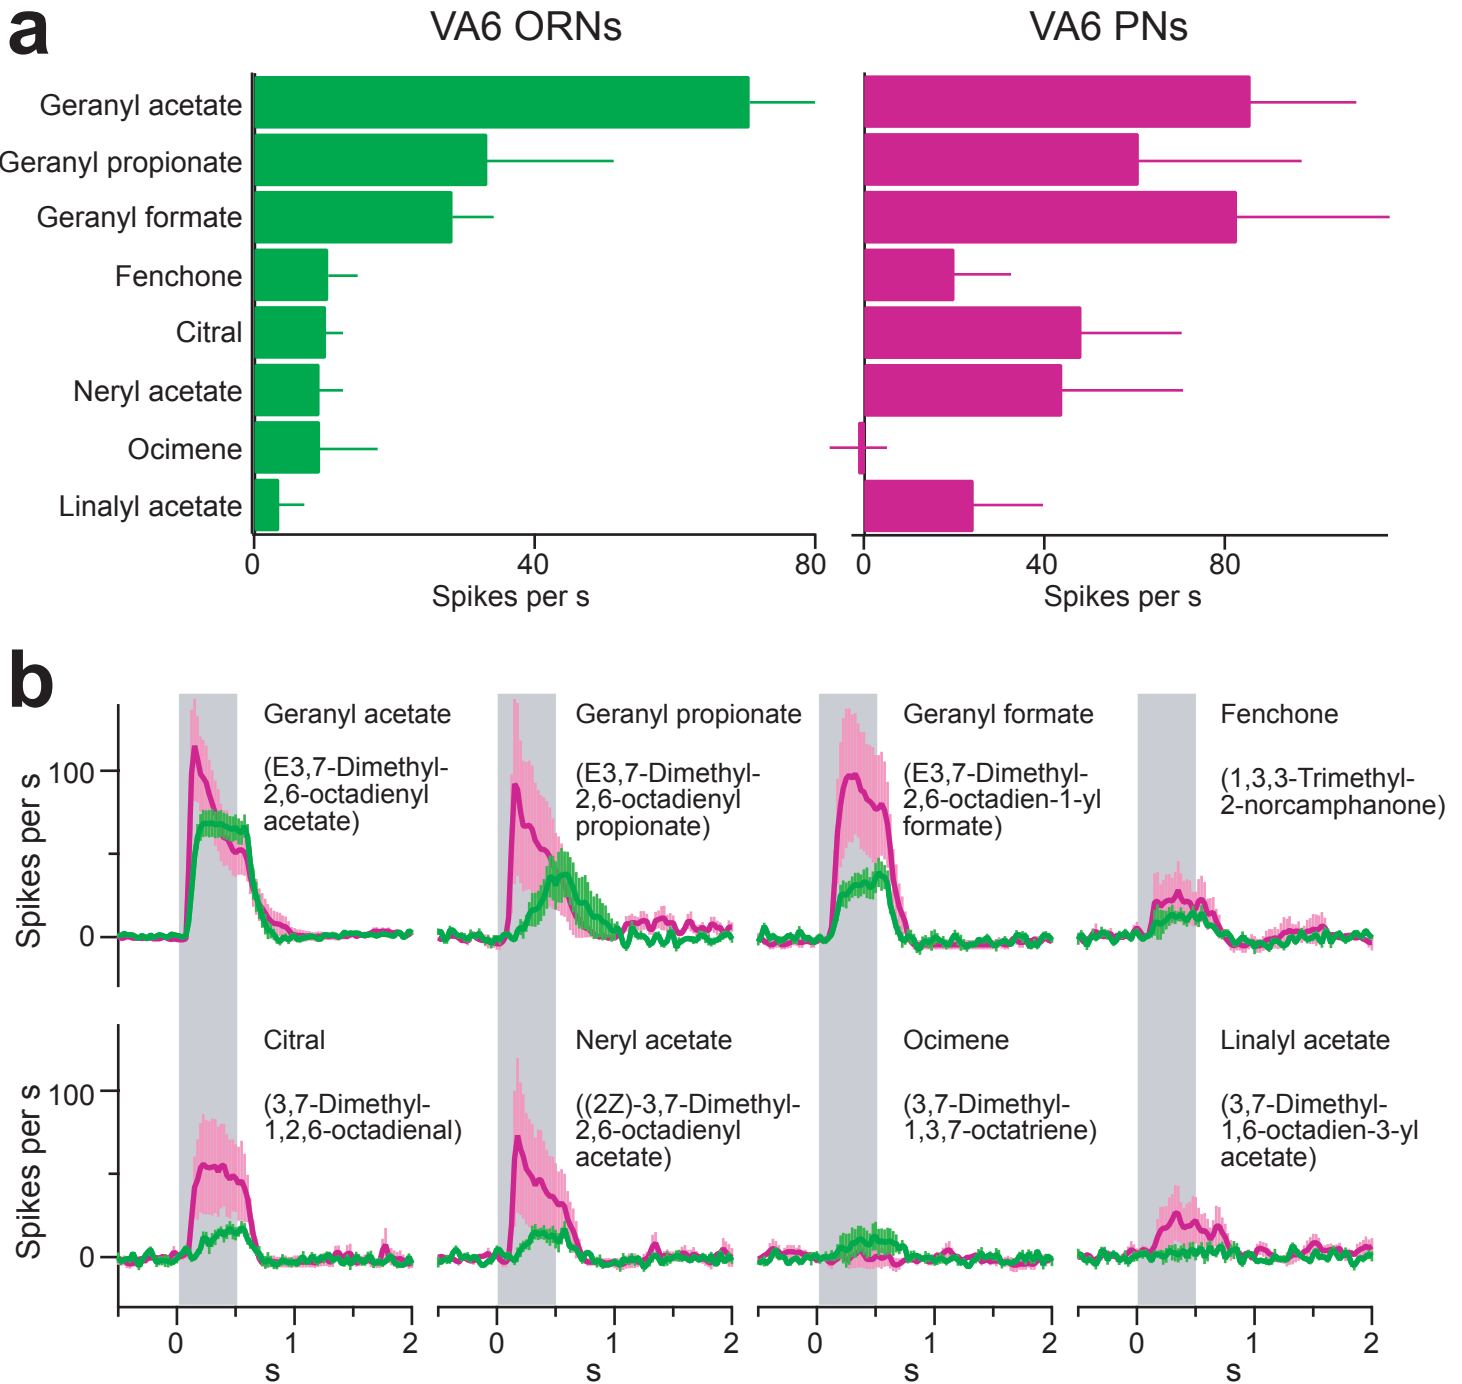 a
VA6 ORNs
VA6 PNs
Geranyl acetate
Geranyl propionate
Geranyl formate
Fenchone
Citral
Neryl acetate
Ocimene
Linalyl acetate
0 40 80
Spikes per s
0 40 80
Spikes per s
b
Spikes per s
100
0
Geranyl acetate
(E3,7-Dimethyl-
2,6-octadienyl
acetate)
Geranyl propionate
(E3,7-Dimethyl-
2,6-octadienyl
propionate)
Geranyl formate
(E3,7-Dimethyl-
2,6-octadien-1-yl
formate)
Fenchone
(1,3,3-Trimethyl-
2-norcamphanone)
Spikes per s
100
0
Citral
(3,7-Dimethyl-
1,2,6-octadienal)
Neryl acetate
((2Z)-3,7-Dimethyl-
2,6-octadienyl
acetate)
Ocimene
(3,7-Dimethyl-
1,3,7-octatriene)
Linalyl acetate
(3,7-Dimethyl-
1,6-octadien-3-yl
acetate)
0 1 2
s
0 1 2
s
0 1 2
s
0 1 2
s